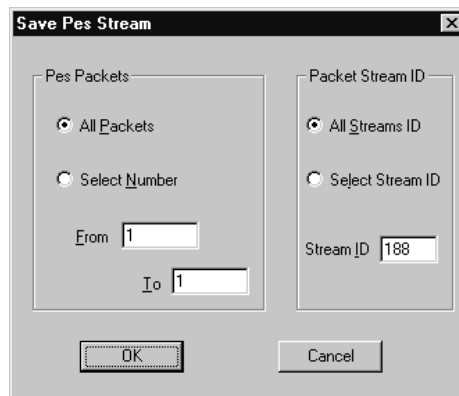 Save Pes Stream
Pes Packets
All Packets
Select Number
From 1
To 1
Packet Stream ID
All Streams ID
Select Stream ID
Stream ID 188
OK
Cancel